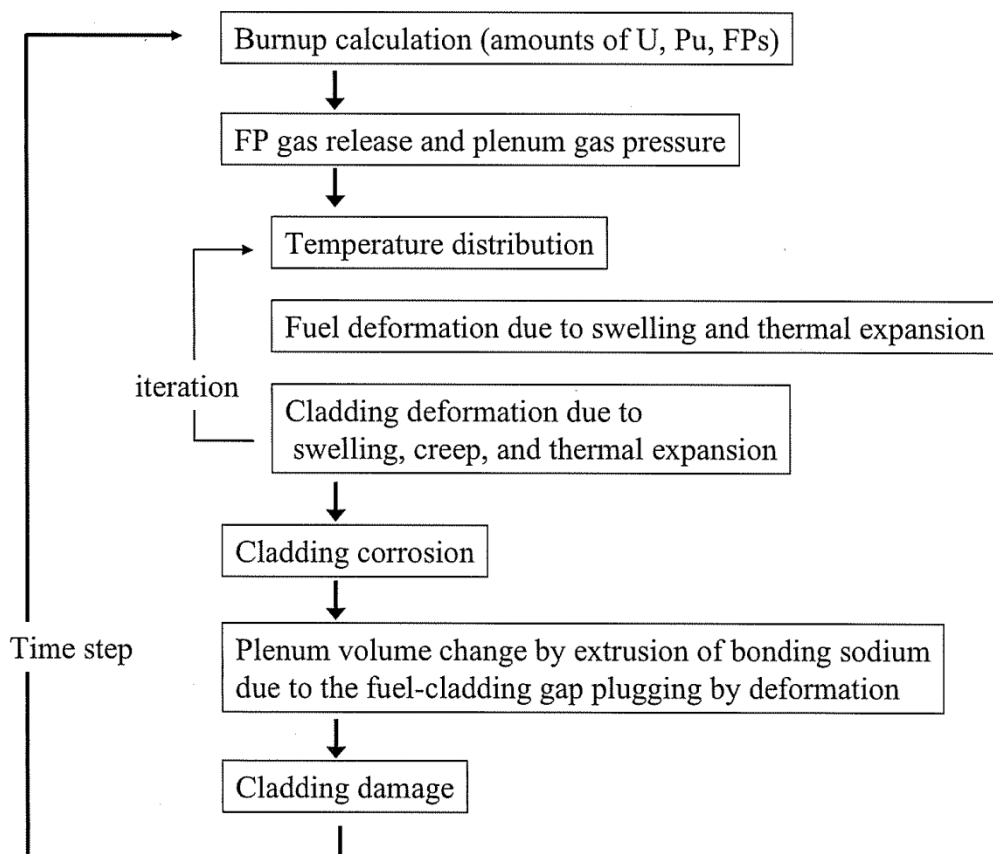 Burnup calculation (amounts of U, Pu, FPs)
FP gas release and plenum gas pressure
Temperature distribution
Fuel deformation due to swelling and thermal expansion
iteration
Cladding deformation due to
swelling, creep, and thermal expansion
Cladding corrosion
Time step
Plenum volume change by extrusion of bonding sodium
due to the fuel-cladding gap plugging by deformation
Cladding damage